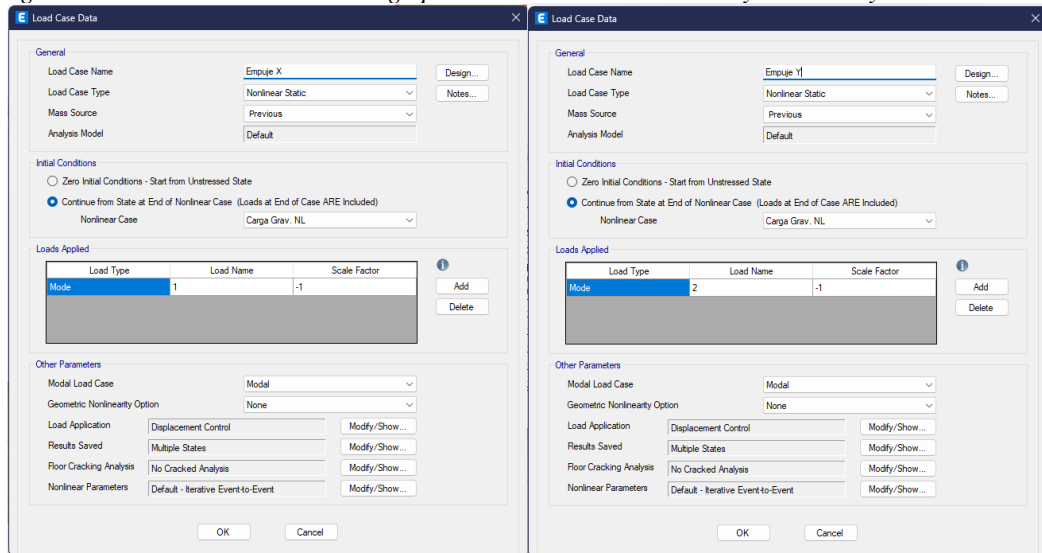 Load Case Data
General
Load Case Name Empuje X Design...
Load Case Type Nonlinear Static Notes...
Mass Source Previous
Analysis Model Default
Initial Conditions
Zero Initial Conditions - Start from Unstressed State
Continue from State at End of Nonlinear Case (Loads at End of Case ARE Included)
Nonlinear Case Carga Grav. NL
Loads Applied
Load Type Load Name Scale Factor
Mode 1 -1 Add
Delete
Other Parameters
Modal Load Case Modal
Geometric Nonlinearity Option None
Load Application Displacement Control Modify/Show...
Results Saved Multiple States Modify/Show...
Floor Cracking Analysis No Cracked Analysis Modify/Show...
Nonlinear Parameters Default - Iterative Event-to-Event Modify/Show...
OK Cancel
Load Case Data
General
Load Case Name Empuje Y Design...
Load Case Type Nonlinear Static Notes...
Mass Source Previous
Analysis Model Default
Initial Conditions
Zero Initial Conditions - Start from Unstressed State
Continue from State at End of Nonlinear Case (Loads at End of Case ARE Included)
Nonlinear Case Carga Grav. NL
Loads Applied
Load Type Load Name Scale Factor
Mode 2 -1 Add
Delete
Other Parameters
Modal Load Case Modal
Geometric Nonlinearity Option None
Load Application Displacement Control Modify/Show...
Results Saved Multiple States Modify/Show...
Floor Cracking Analysis No Cracked Analysis Modify/Show...
Nonlinear Parameters Default - Iterative Event-to-Event Modify/Show...
OK Cancel